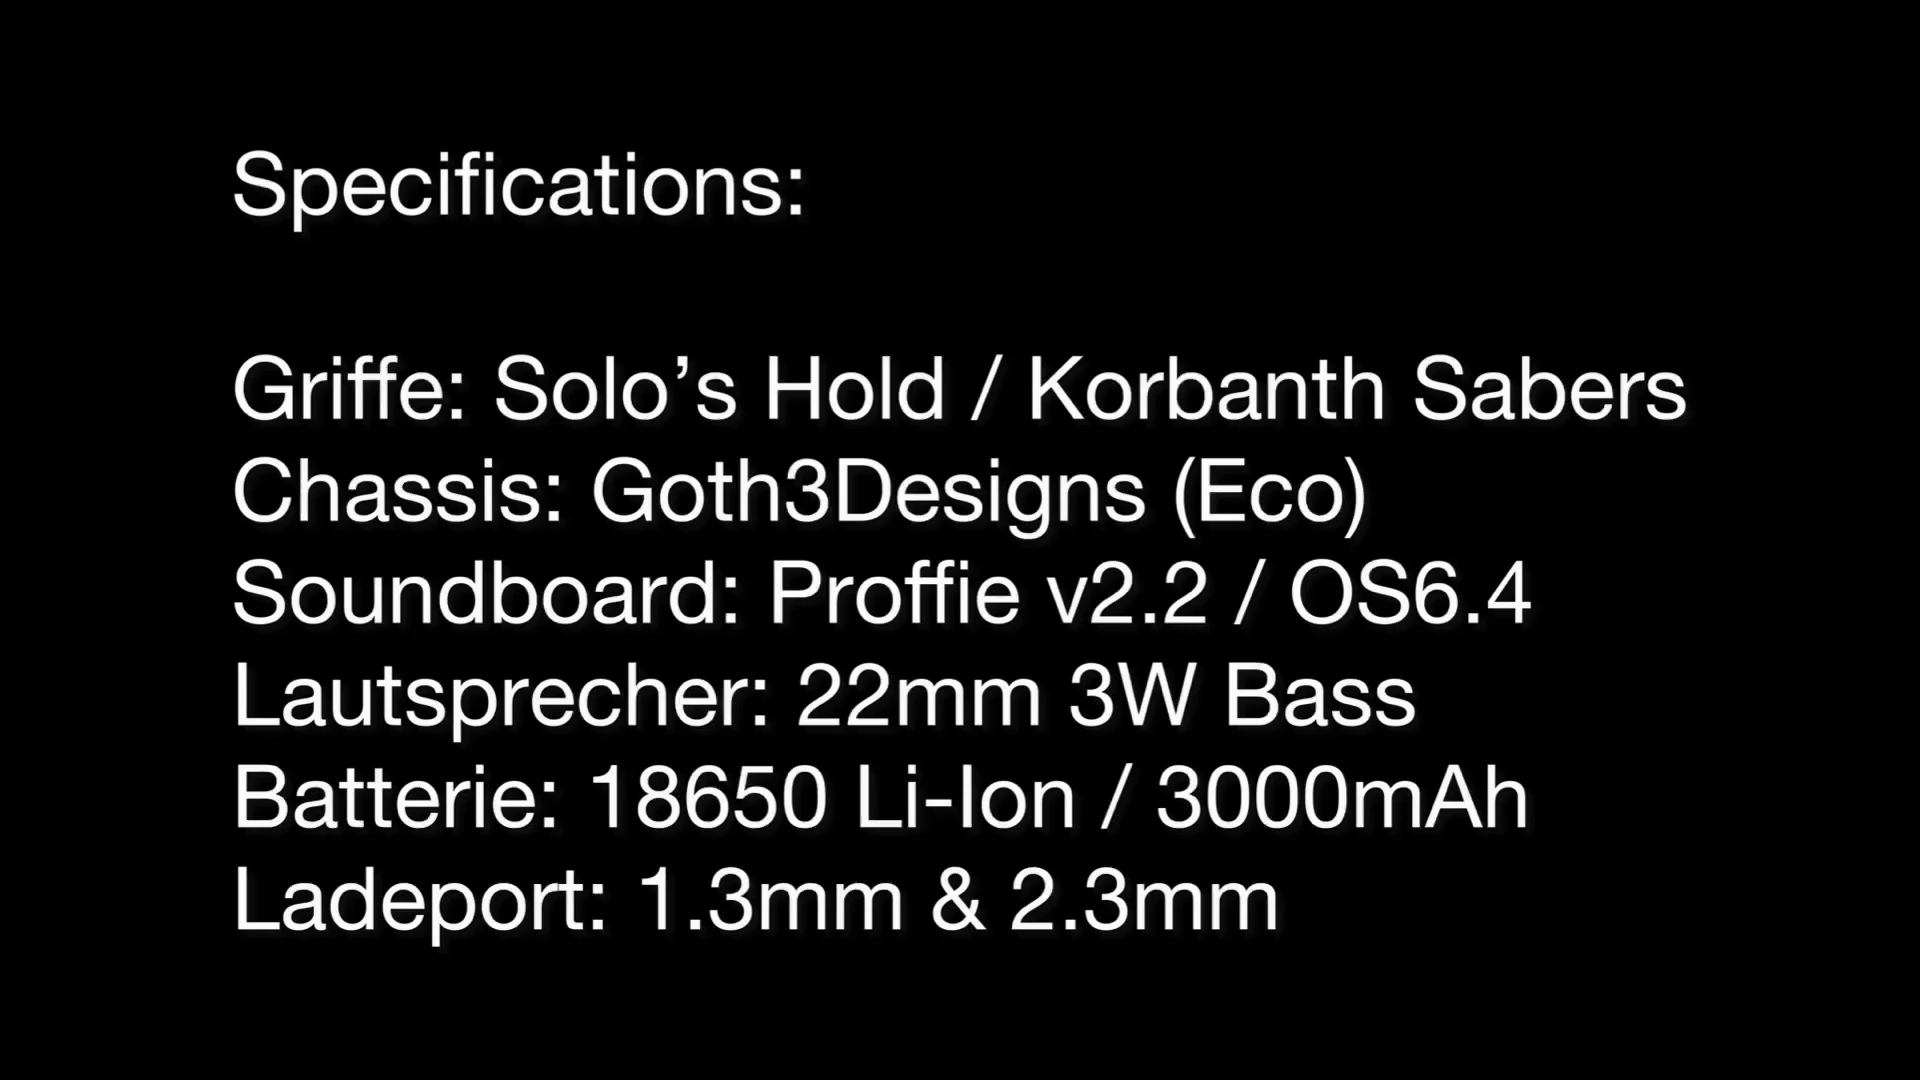 Specifications:
Griffe: Solo’s Hold / Korbanth Sabers
Chassis: Goth3Designs (Eco)
Soundboard: Proffie v2.2 / OS6.4
Lautsprecher: 22mm 3W Bass
Batterie: 18650 Li-Ion / 3000mAh
Ladeport: 1.3mm & 2.3mm